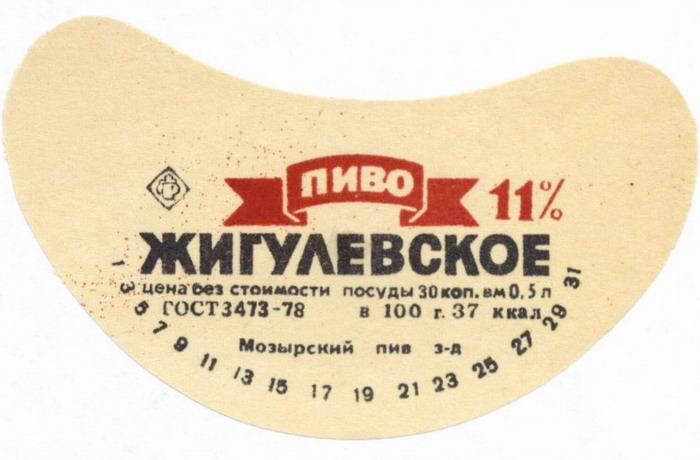 ПИВО
11%
ЖИГУЛЕВСКОЕ
цена без стоимости посуды 30 коп. вм 0,5 л
ГОСТ 3473-78 в 100 г. 37 ккал
Мозырский пив з-д
1 3 5 7 9 11 13 15 17 19 21 23 25 27 29 31